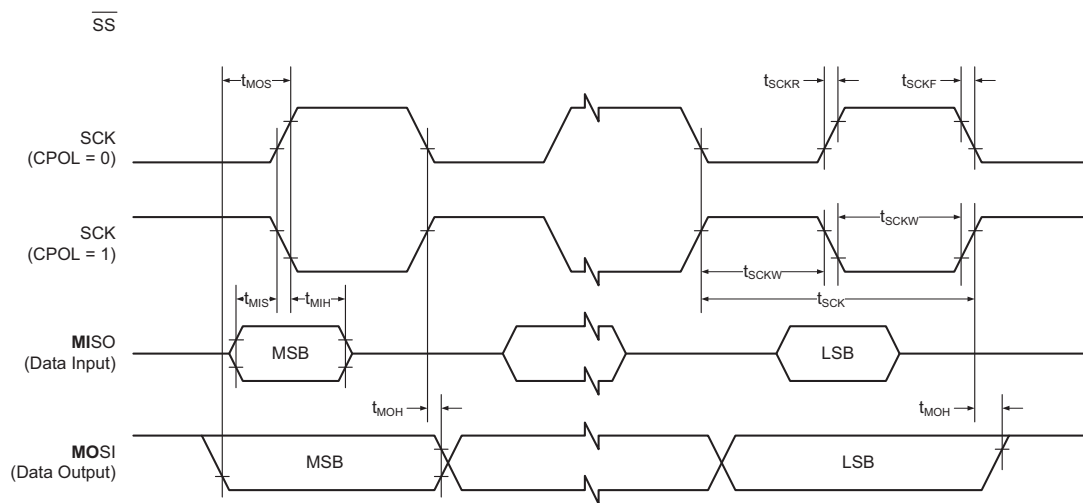 SS
tMOS
tSCKR
tSCKF
SCK
(CPOL = 0)
SCK
(CPOL = 1)
tSCKW
tSCKW
tMIS
tMIH
tSCK
MISO
(Data Input)
MSB
LSB
tMOH
tMOH
MOSI
(Data Output)
MSB
LSB